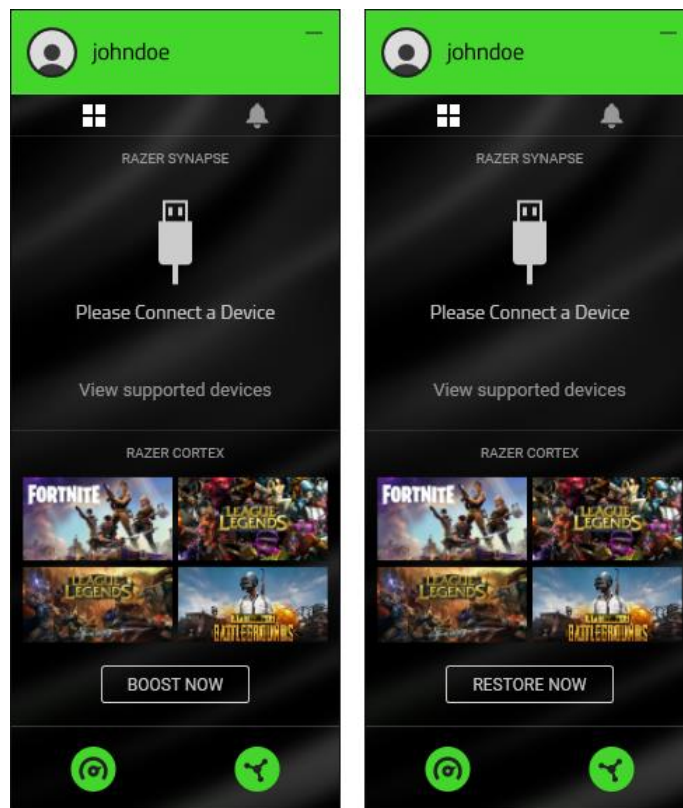 johndoe
RAZER SYNAPSE
Please Connect a Device
View supported devices
RAZER CORTEX
FORTNITE
LEAGUE OF LEGENDS
LEAGUE OF LEGENDS
BATTLEGROUNDS
BOOST NOW
johndoe
RAZER SYNAPSE
Please Connect a Device
View supported devices
RAZER CORTEX
FORTNITE
LEAGUE OF LEGENDS
LEAGUE OF LEGENDS
BATTLEGROUNDS
RESTORE NOW